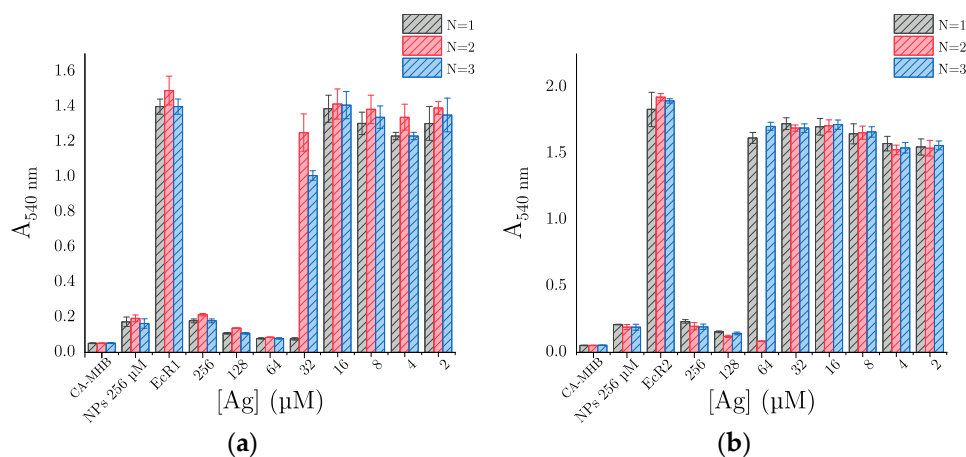 N=1
N=2
N=3
1.6
1.4
1.2
1.0
0.8
0.6
0.4
0.2
0.0
A540 nm
CA-MHB
NPs 256 µM
EcR1
256
128
64
32
16
8
4
2
[Ag] (µM)
(a)
N=1
N=2
N=3
2.0
1.5
1.0
0.5
0.0
A540 nm
CA-MHB
NPs 256 µM
EcR2
256
128
64
32
16
8
4
2
[Ag] (µM)
(b)